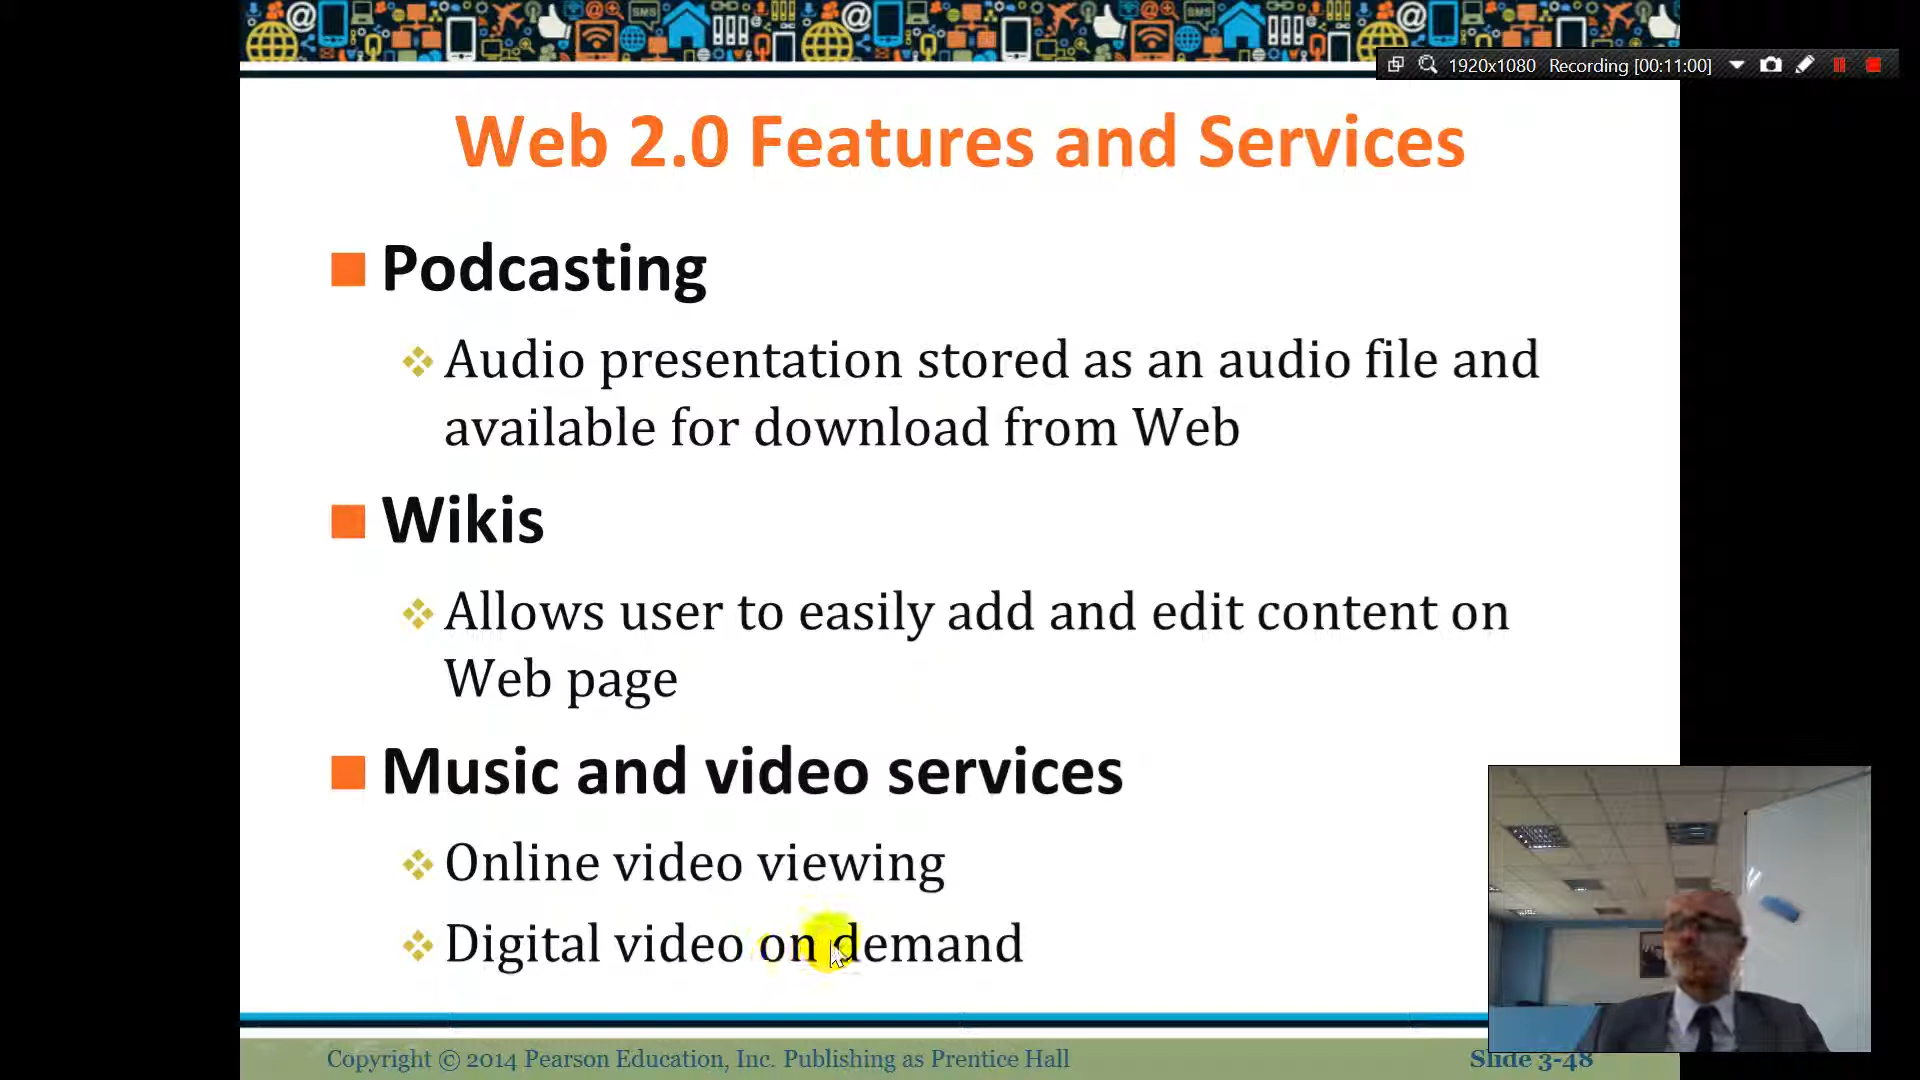 1920x1080 Recording [00:11:00]
Web 2.0 Features and Services
Podcasting
Audio presentation stored as an audio file and
available for download from Web
Wikis
Allows user to easily add and edit content on
Web page
Music and video services
Online video viewing
Digital video on demand
Copyright © 2014 Pearson Education, Inc. Publishing as Prentice Hall
Slide 3-48